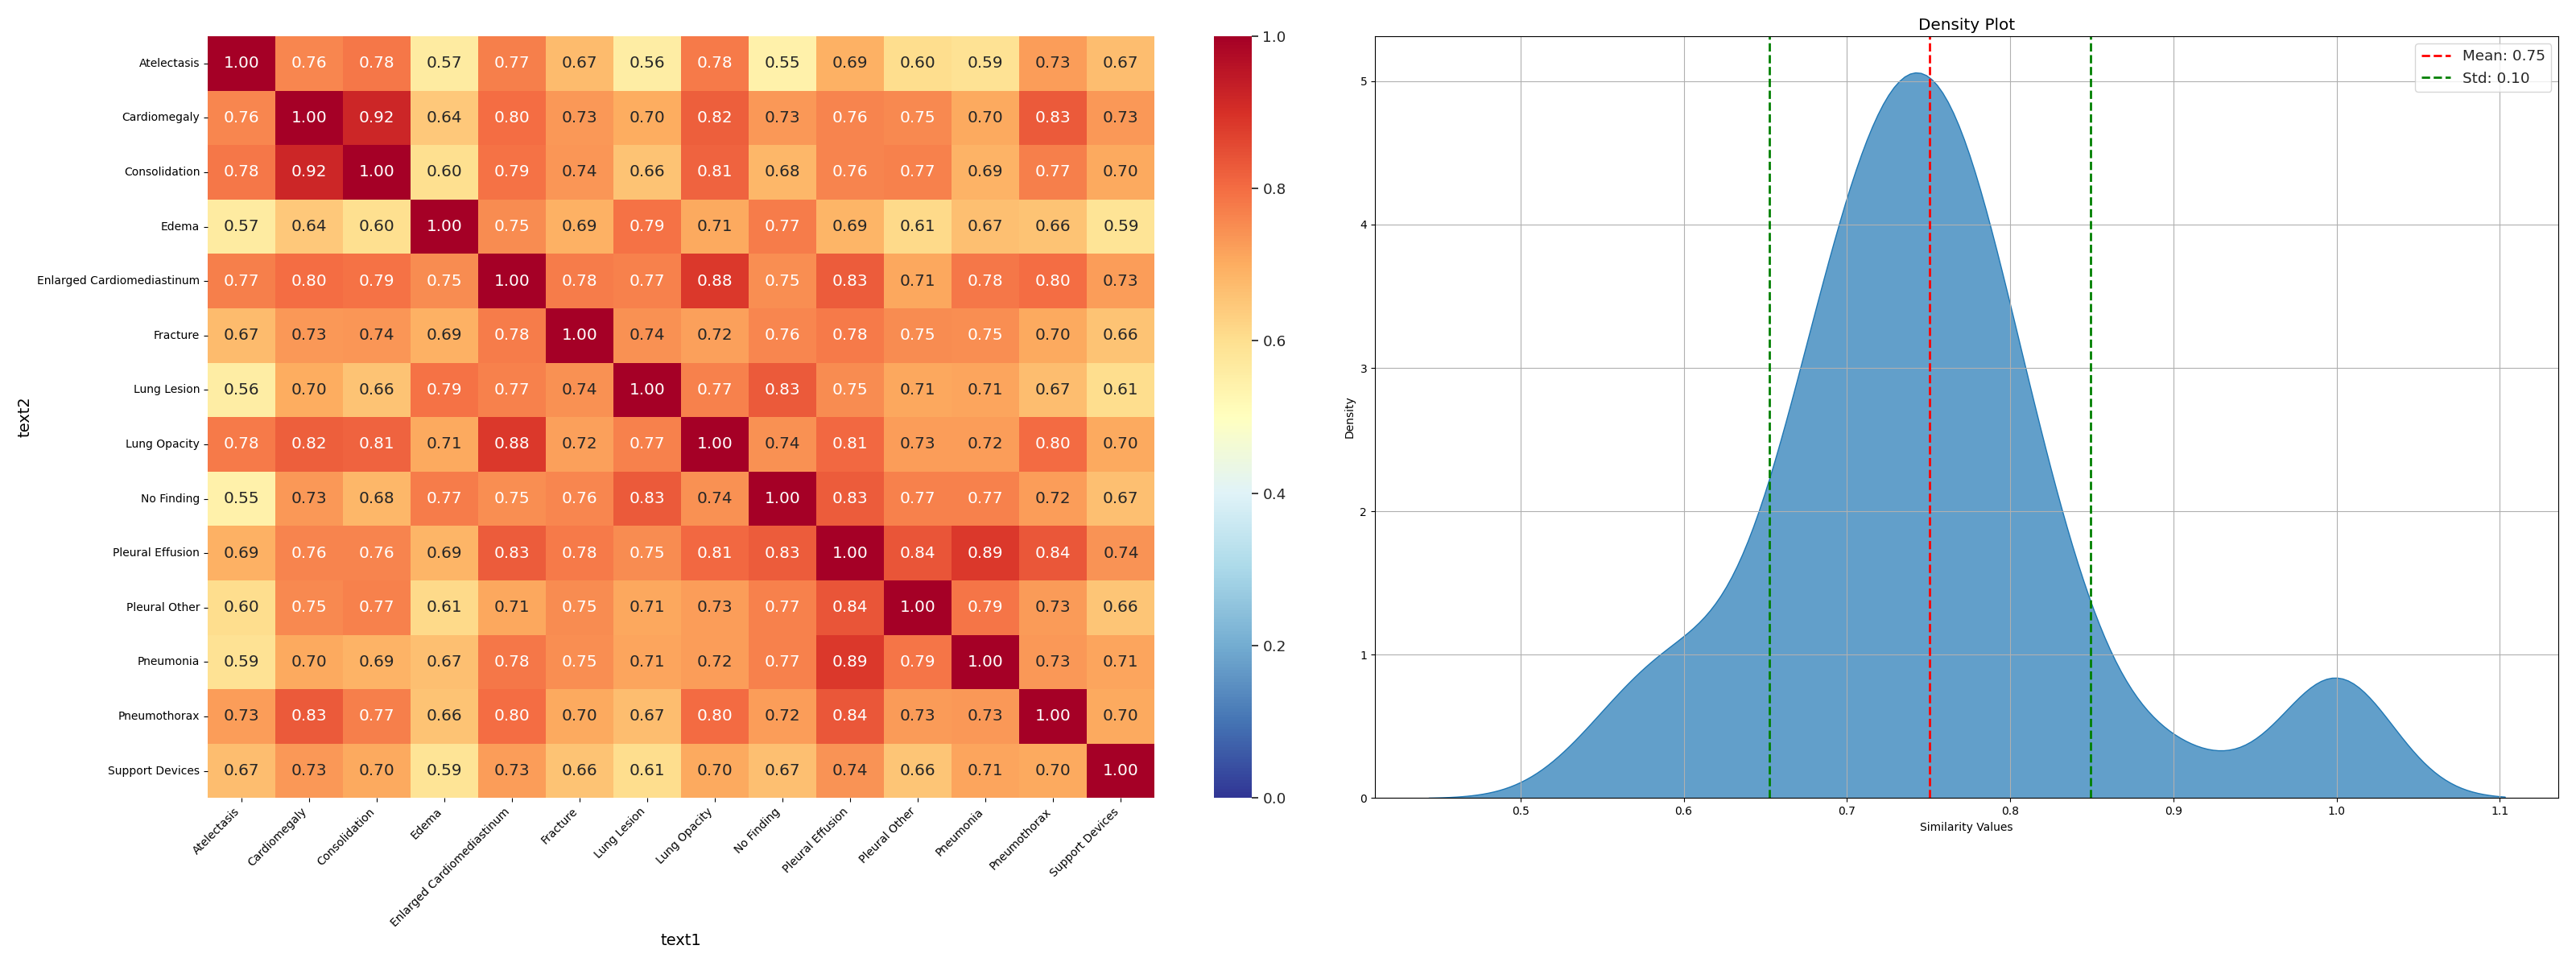 Atelectasis 1.00 0.76 0.78 0.57 0.77 0.67 0.56 0.78 0.55 0.69 0.60 0.59 0.73 0.67
Cardiomegaly 0.76 1.00 0.92 0.64 0.80 0.73 0.70 0.82 0.73 0.76 0.75 0.70 0.83 0.73
Consolidation 0.78 0.92 1.00 0.60 0.79 0.74 0.66 0.81 0.68 0.76 0.77 0.69 0.77 0.70
Edema 0.57 0.64 0.60 1.00 0.75 0.69 0.79 0.71 0.77 0.69 0.61 0.67 0.66 0.59
Enlarged Cardiomediastinum 0.77 0.80 0.79 0.75 1.00 0.78 0.77 0.88 0.75 0.83 0.71 0.78 0.80 0.73
Fracture 0.67 0.73 0.74 0.69 0.78 1.00 0.74 0.72 0.76 0.78 0.75 0.75 0.70 0.66
Lung Lesion 0.56 0.70 0.66 0.79 0.77 0.74 1.00 0.77 0.83 0.75 0.71 0.71 0.67 0.61
Lung Opacity 0.78 0.82 0.81 0.71 0.88 0.72 0.77 1.00 0.74 0.81 0.73 0.72 0.80 0.70
No Finding 0.55 0.73 0.68 0.77 0.75 0.76 0.83 0.74 1.00 0.83 0.77 0.77 0.72 0.67
Pleural Effusion 0.69 0.76 0.76 0.69 0.83 0.78 0.75 0.81 0.83 1.00 0.84 0.89 0.84 0.74
Pleural Other 0.60 0.75 0.77 0.61 0.71 0.75 0.71 0.73 0.77 0.84 1.00 0.79 0.73 0.66
Pneumonia 0.59 0.70 0.69 0.67 0.78 0.75 0.71 0.72 0.77 0.89 0.79 1.00 0.73 0.71
Pneumothorax 0.73 0.83 0.77 0.66 0.80 0.70 0.67 0.80 0.72 0.84 0.73 0.73 1.00 0.70
Support Devices 0.67 0.73 0.70 0.59 0.73 0.66 0.61 0.70 0.67 0.74 0.66 0.71 0.70 1.00
text2
Atelectasis
Cardiomegaly
Consolidation
Edema
Enlarged Cardiomediastinum
Fracture
Lung Lesion
Lung Opacity
No Finding
Pleural Effusion
Pleural Other
Pneumonia
Pneumothorax
Support Devices
text1
1.0
0.8
0.6
0.4
0.2
0.0
Density Plot
Mean: 0.75
Std: 0.10
5
4
3
2
1
0
Density
0.5 0.6 0.7 0.8 0.9 1.0 1.1
Similarity Values